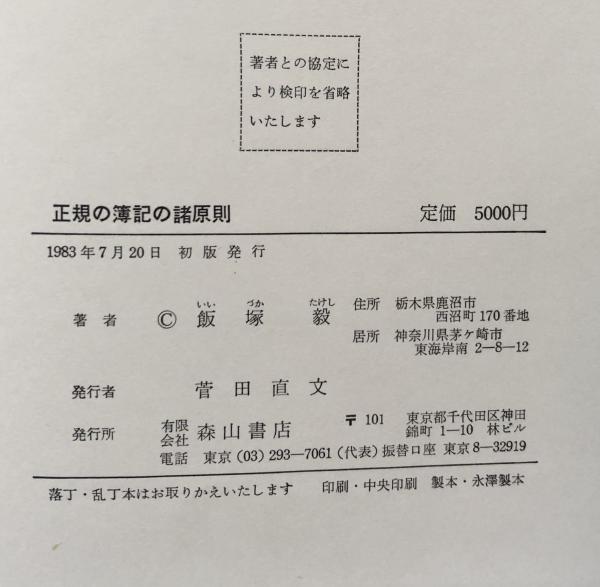 著者との協定に
より検印を省略
いたします
正規の簿記の諸原則 定価 5000円
1983年7月20日 初版発行
いい づか たけし
著者 © 飯塚毅 住所 栃木県鹿沼市
西沼町170番地
居所 神奈川県茅ケ崎市
東海岸南 2-8-12
発行者 菅田直文
発行所 有限会社 森山書店 〒101 東京都千代田区神田
錦町 1-10 林ビル
電話 東京 (03) 293-7061 (代表) 振替口座 東京 8-32919
落丁・乱丁本はお取りかえいたします 印刷・中央印刷 製本・永澤製本